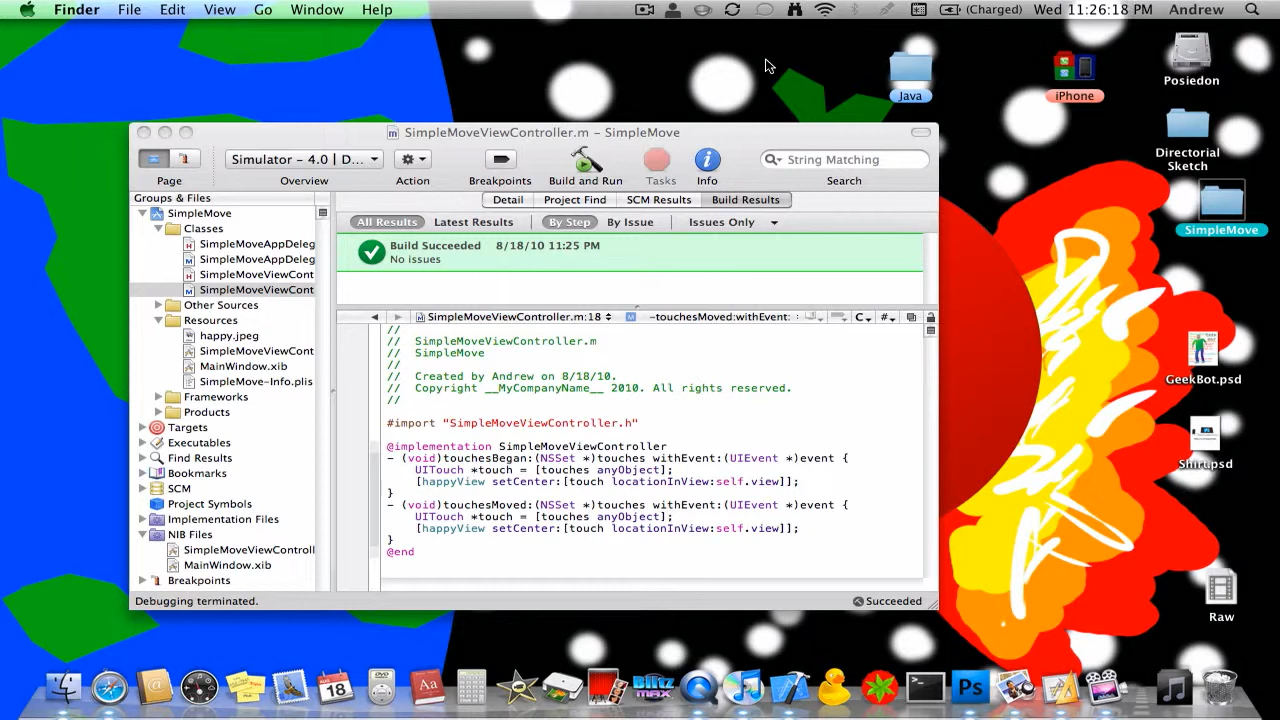 Finder File Edit View Go Window Help (Charged) Wed 11:26:18 PM Andrew
Java
iPhone
Posiedon
Directorial
Sketch
SimpleMove
GeekBot.psd
Shirt.psd
Raw
SimpleMoveViewController.m – SimpleMove
Simulator – 4.0 | D...
String Matching
Page Overview Action Breakpoints Build and Run Tasks Info Search
Groups & Files
Detail Project Find SCM Results Build Results
SimpleMove
Classes
SimpleMoveAppDeleg
SimpleMoveAppDeleg
SimpleMoveViewCont
SimpleMoveViewCont
Other Sources
Resources
happy.jpeg
SimpleMoveViewCont
MainWindow.xib
SimpleMove-Info.plis
Frameworks
Products
Targets
Executables
Find Results
Bookmarks
SCM
Project Symbols
Implementation Files
NIB Files
SimpleMoveViewControll
MainWindow.xib
Breakpoints
All Results Latest Results By Step By Issue Issues Only
Build Succeeded 8/18/10 11:25 PM
No issues
SimpleMoveViewController.m:18 -touchesMoved:withEvent: C #
//
// SimpleMoveViewController.m
// SimpleMove
//
// Created by Andrew on 8/18/10.
// Copyright __MyCompanyName__ 2010. All rights reserved.
//
#import "SimpleMoveViewController.h"
@implementation SimpleMoveViewController
- (void)touchesBegan:(NSSet *)touches withEvent:(UIEvent *)event {
UITouch *touch = [touches anyObject];
[happyView setCenter:[touch locationInView:self.view]];
}
- (void)touchesMoved:(NSSet *)touches withEvent:(UIEvent *)event {
UITouch *touch = [touches anyObject];
[happyView setCenter:[touch locationInView:self.view]];
}
@end
Debugging terminated. Succeeded
18
Aa
BLITZ
MAX
Ps